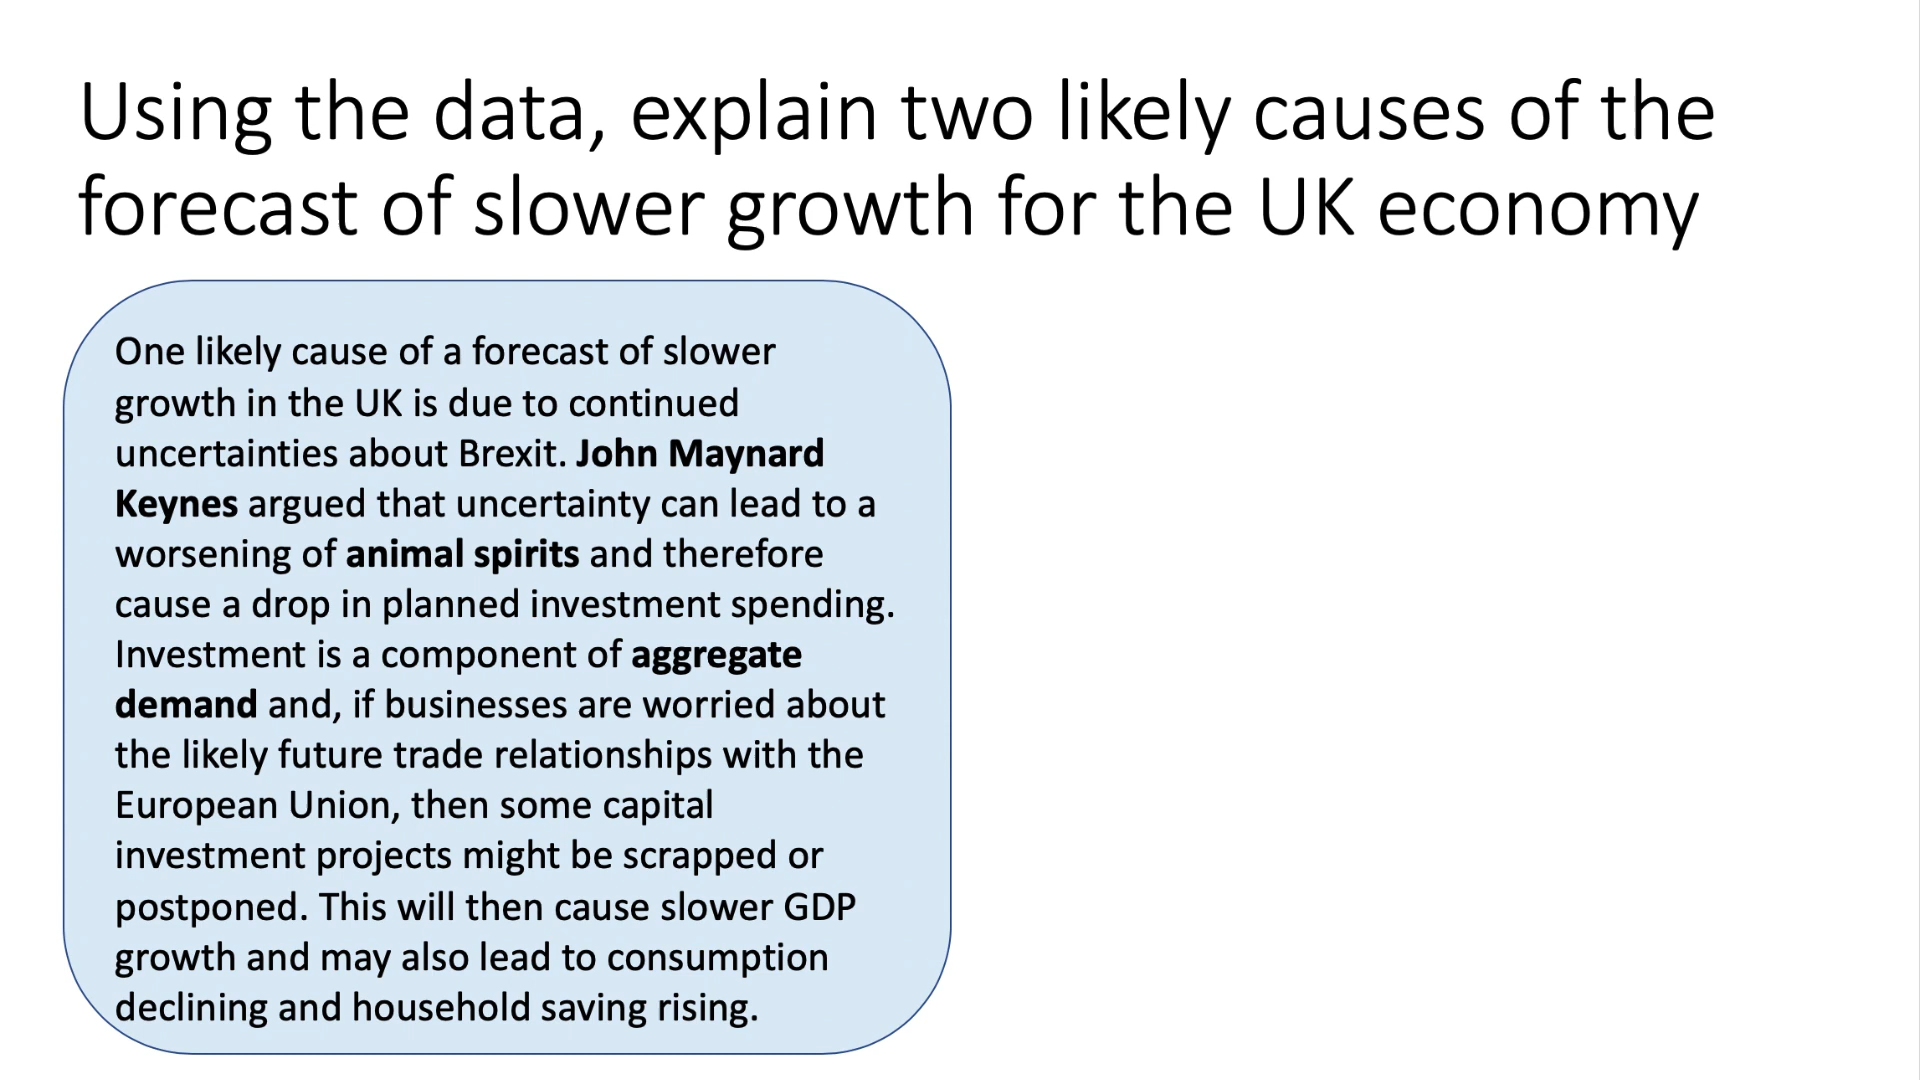 Using the data, explain two likely causes of the
forecast of slower growth for the UK economy
One likely cause of a forecast of slower
growth in the UK is due to continued
uncertainties about Brexit. John Maynard
Keynes argued that uncertainty can lead to a
worsening of animal spirits and therefore
cause a drop in planned investment spending.
Investment is a component of aggregate
demand and, if businesses are worried about
the likely future trade relationships with the
European Union, then some capital
investment projects might be scrapped or
postponed. This will then cause slower GDP
growth and may also lead to consumption
declining and household saving rising.